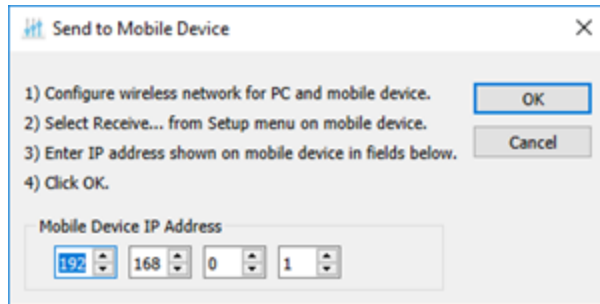 Send to Mobile Device
1) Configure wireless network for PC and mobile device.
2) Select Receive... from Setup menu on mobile device.
3) Enter IP address shown on mobile device in fields below.
4) Click OK.
OK
Cancel
Mobile Device IP Address
192 168 0 1